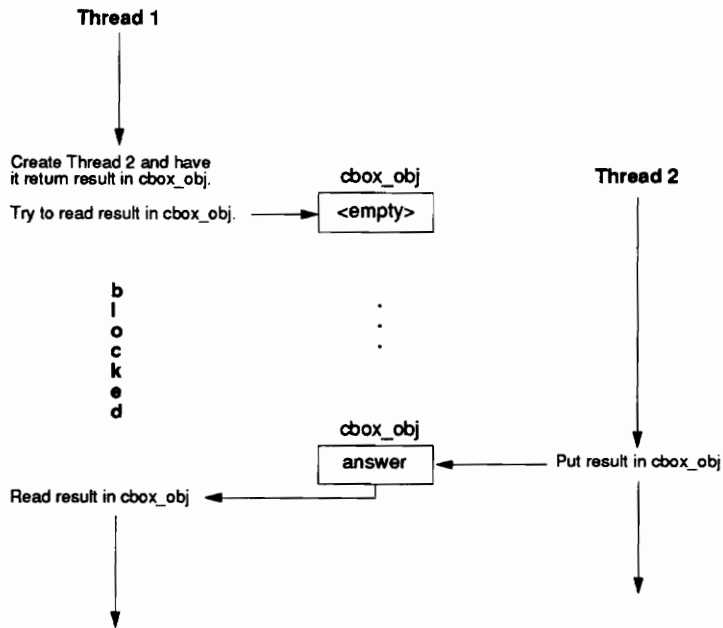 Thread 1
Create Thread 2 and have
it return result in cbox_obj.
cbox_obj
Thread 2
Try to read result in cbox_obj.
<empty>
blocked
.
.
.
cbox_obj
answer
Put result in cbox_obj
Read result in cbox_obj